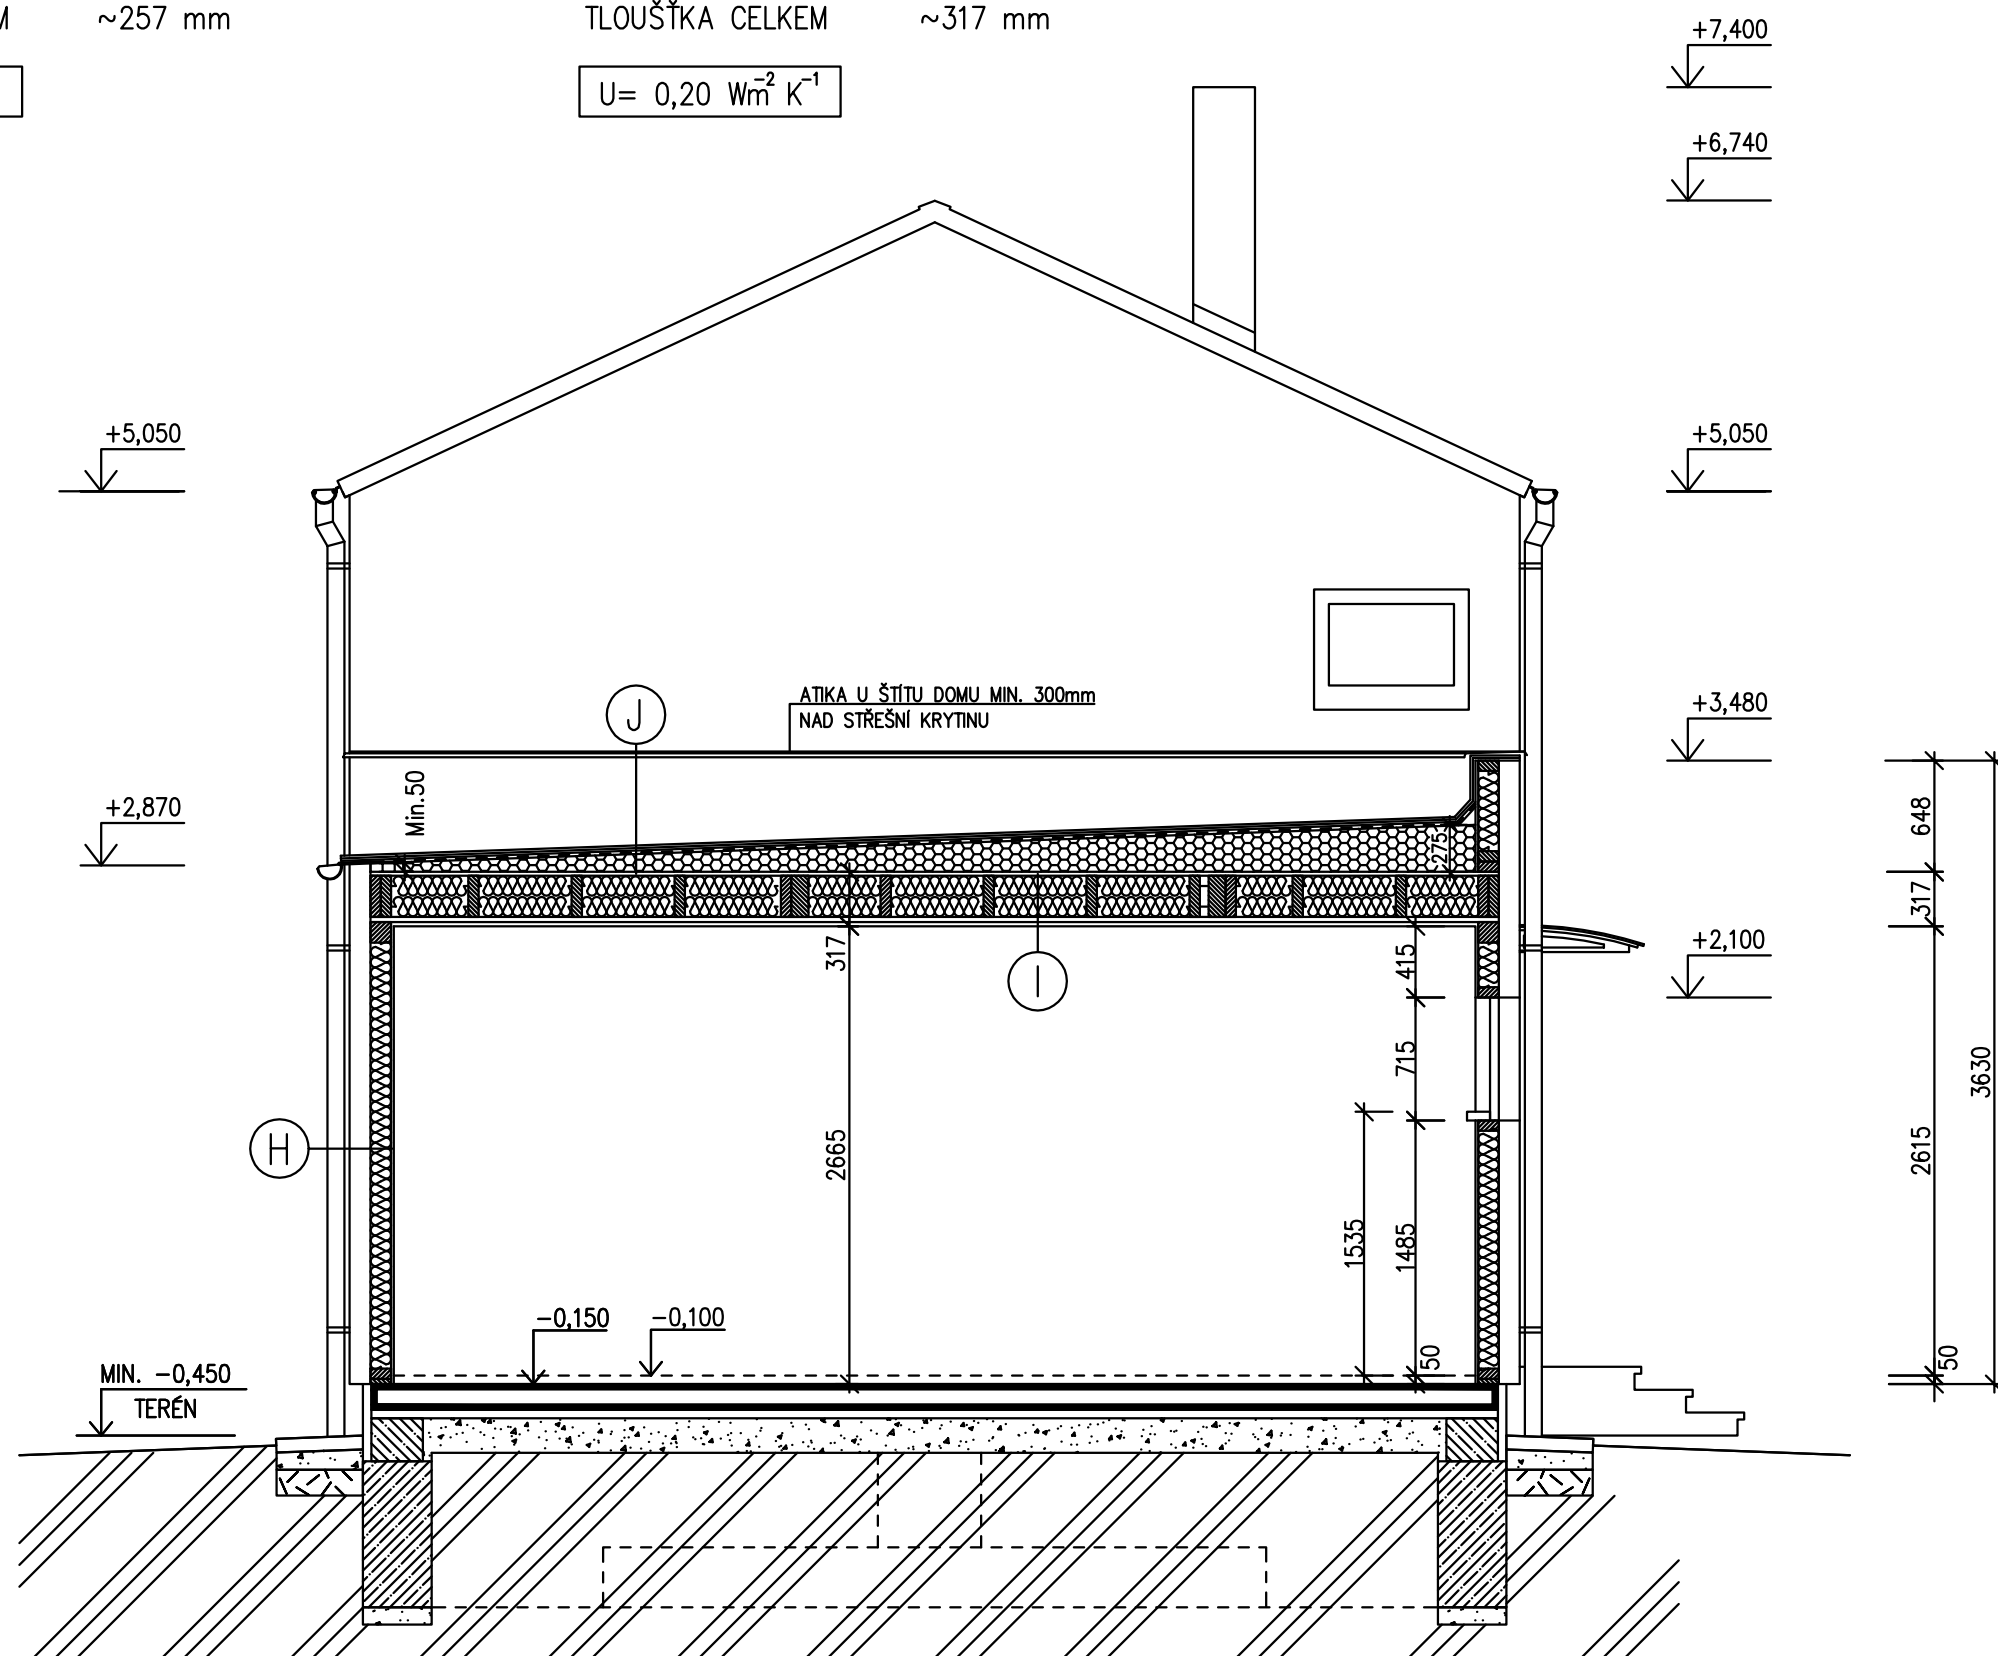 M ~257 mm
TLOUŠŤKA CELKEM ~317 mm
U= 0,20 Wm⁻² K⁻¹
+7,400
+6,740
+5,050
+5,050
ATIKA U ŠTÍTU DOMU MIN. 300mm
NAD STŘEŠNÍ KRYTINU
J
+3,480
+2,870
Min.50
275
648
317
317
415
I
+2,100
715
3630
H
2665
2615
1535
1485
-0,150
-0,100
50
50
MIN. -0,450
TERÉN